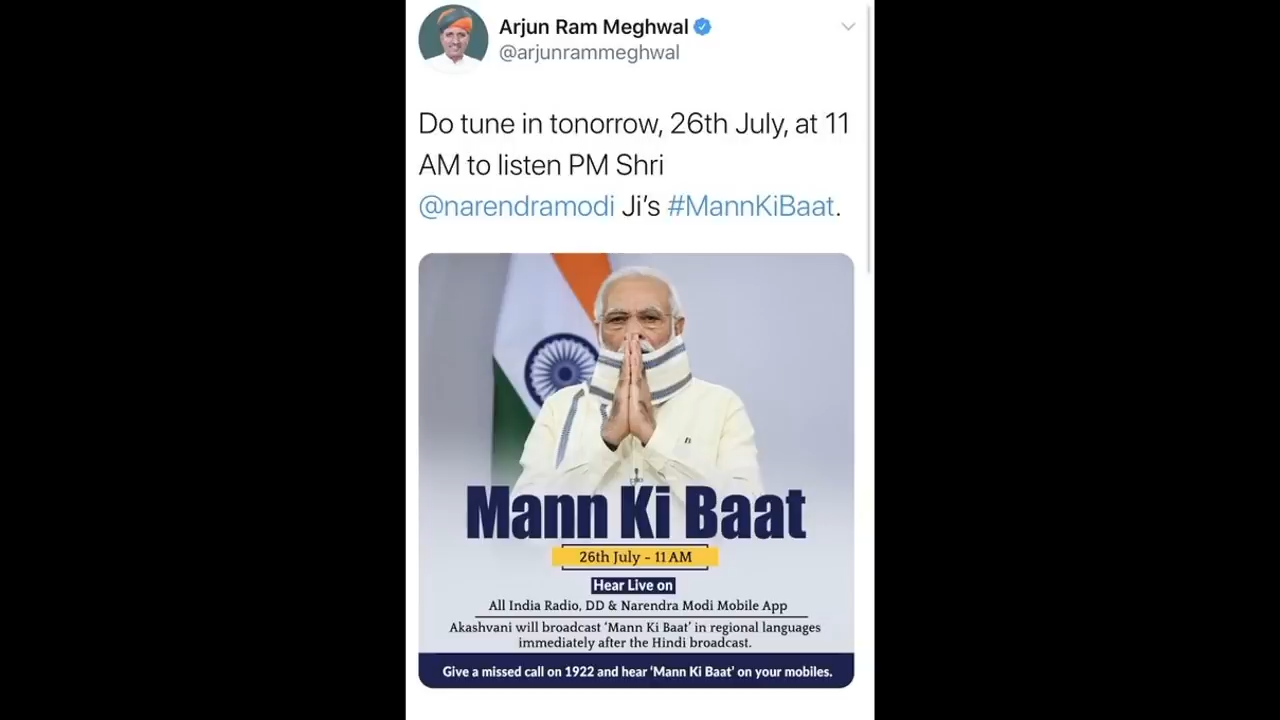 Arjun Ram Meghwal
@arjunrammeghwal
Do tune in tonorrow, 26th July, at 11
AM to listen PM Shri
@narendramodi Ji’s #MannKiBaat.
Mann Ki Baat
26th July - 11 AM
Hear Live on
All India Radio, DD & Narendra Modi Mobile App
Akashvani will broadcast ‘Mann Ki Baat’ in regional languages
immediately after the Hindi broadcast.
Give a missed call on 1922 and hear ‘Mann Ki Baat’ on your mobiles.